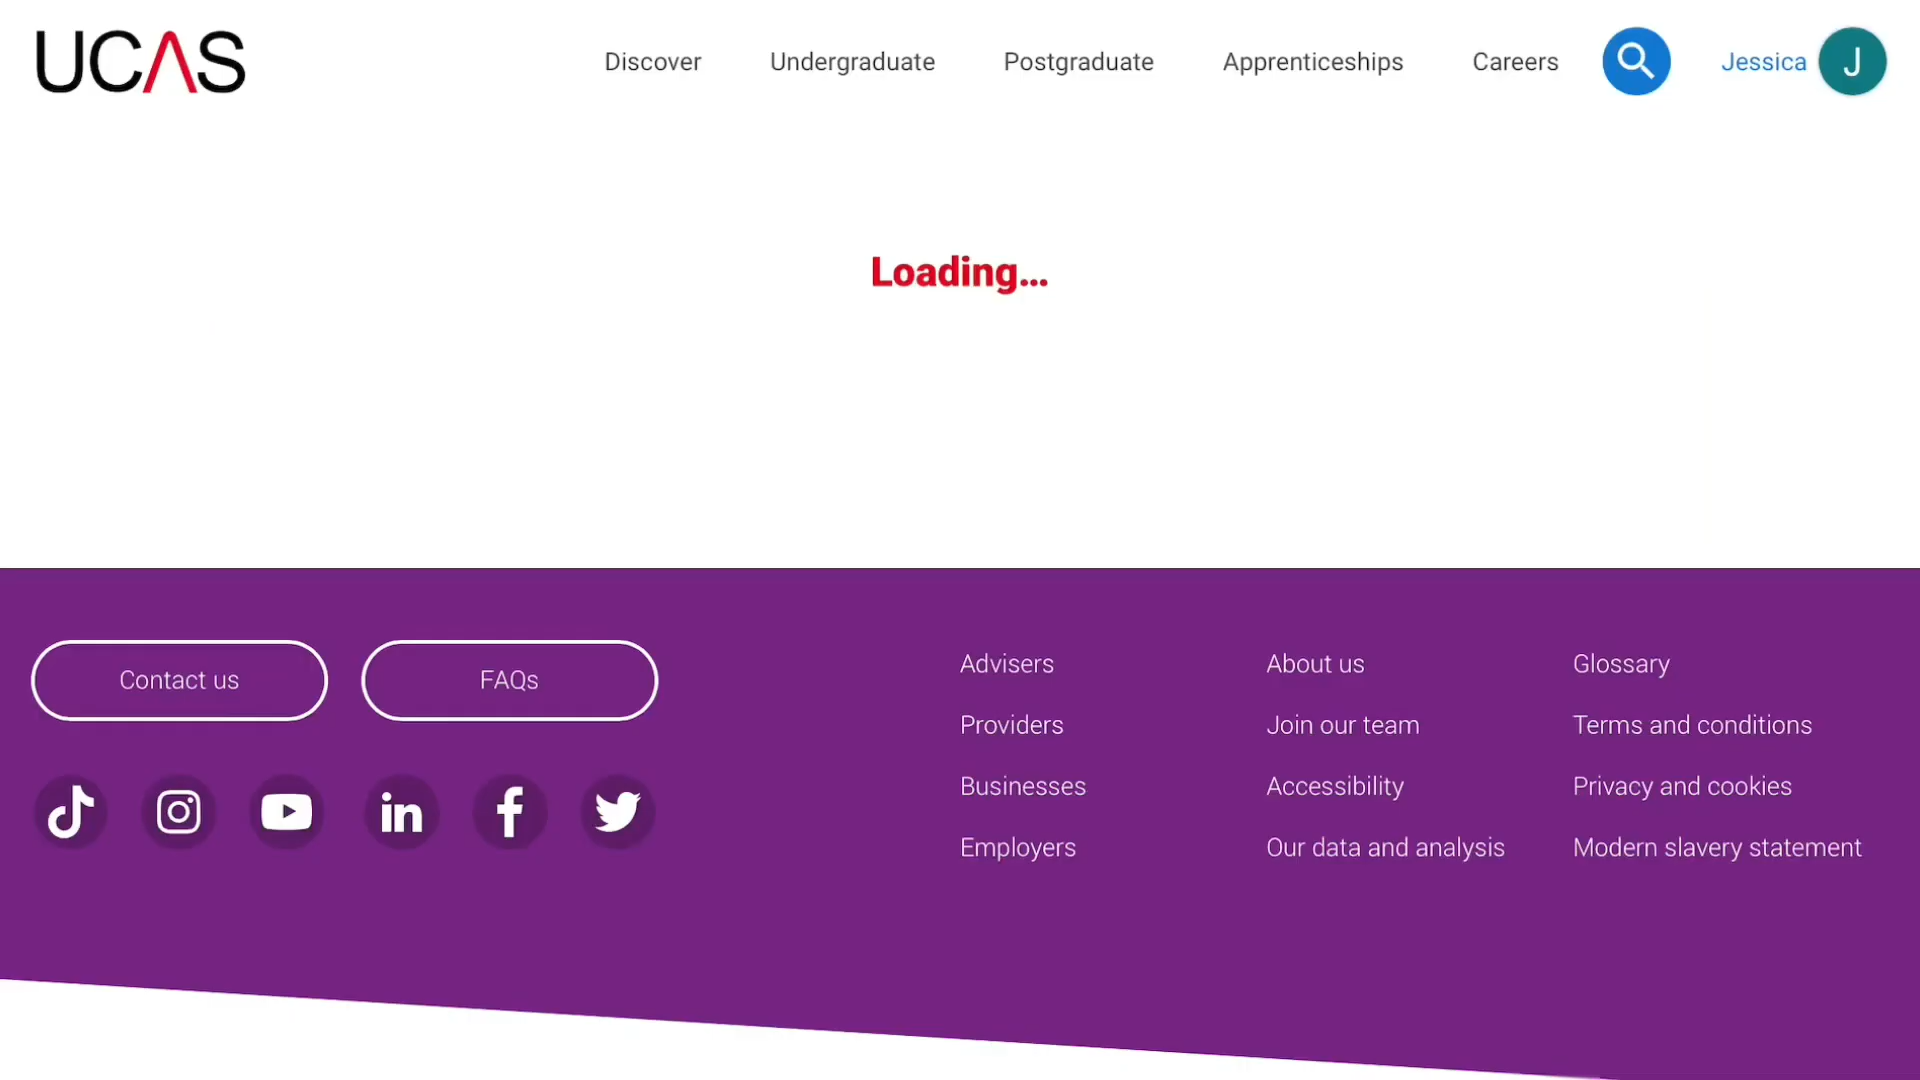 UCAS
Discover
Undergraduate
Postgraduate
Apprenticeships
Careers
Jessica
J
Loading...
Contact us
FAQs
Advisers
Providers
Businesses
Employers
About us
Join our team
Accessibility
Our data and analysis
Glossary
Terms and conditions
Privacy and cookies
Modern slavery statement